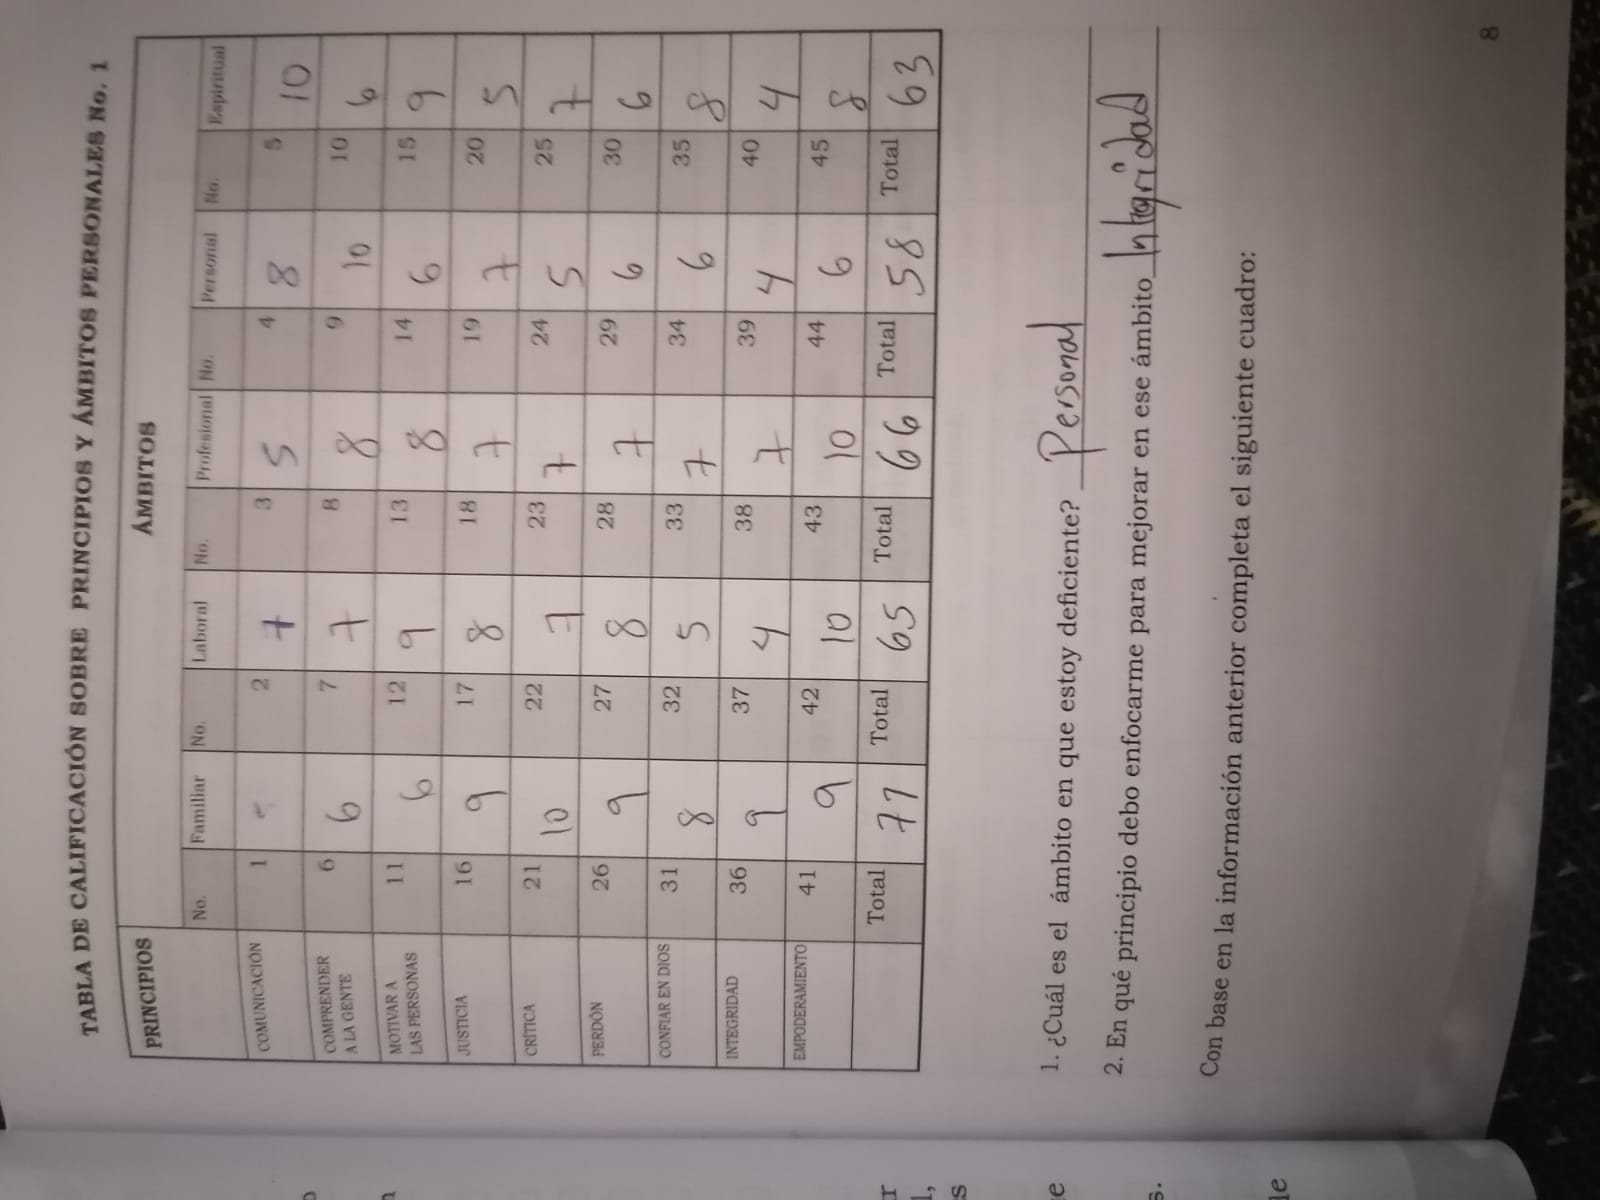 TABLA DE CALIFICACIÓN SOBRE PRINCIPIOS Y ÁMBITOS PERSONALES No. 1
PRINCIPIOS ÁMBITOS
No. Familiar No. Laboral No. Profesional No. Personal No. Espiritual
COMUNICACIÓN 1 2 7 3 5 4 8 5 10
COMPRENDER
A LA GENTE 6 6 7 7 8 8 9 10 10 6
MOTIVAR A
LAS PERSONAS 11 6 12 9 13 8 14 6 15 9
JUSTICIA 16 9 17 8 18 7 19 7 20 5
CRÍTICA 21 10 22 7 23 7 24 5 25 7
PERDÓN 26 9 27 8 28 7 29 6 30 6
CONFIAR EN DIOS 31 8 32 5 33 7 34 6 35 8
INTEGRIDAD 36 9 37 4 38 7 39 4 40 4
EMPODERAMIENTO 41 9 42 10 43 10 44 6 45 8
Total Total 65 Total 66 Total 58 Total 63
1. ¿Cuál es el ámbito en que estoy deficiente? Personal
2. En qué principio debo enfocarme para mejorar en ese ámbito Integridad
Con base en la información anterior completa el siguiente cuadro:
8